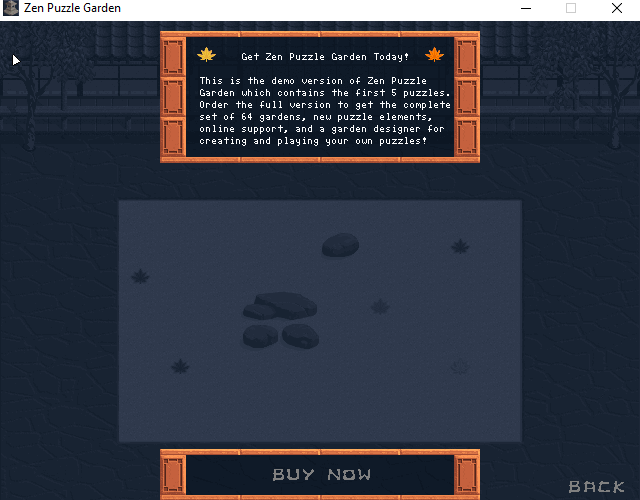 Zen Puzzle Garden
Get Zen Puzzle Garden Today!
This is the demo version of Zen Puzzle
Garden which contains the first 5 puzzles.
Order the full version to get the complete
set of 64 gardens, new puzzle elements,
online support, and a garden designer for
creating and playing your own puzzles!
BUY NOW
BACK